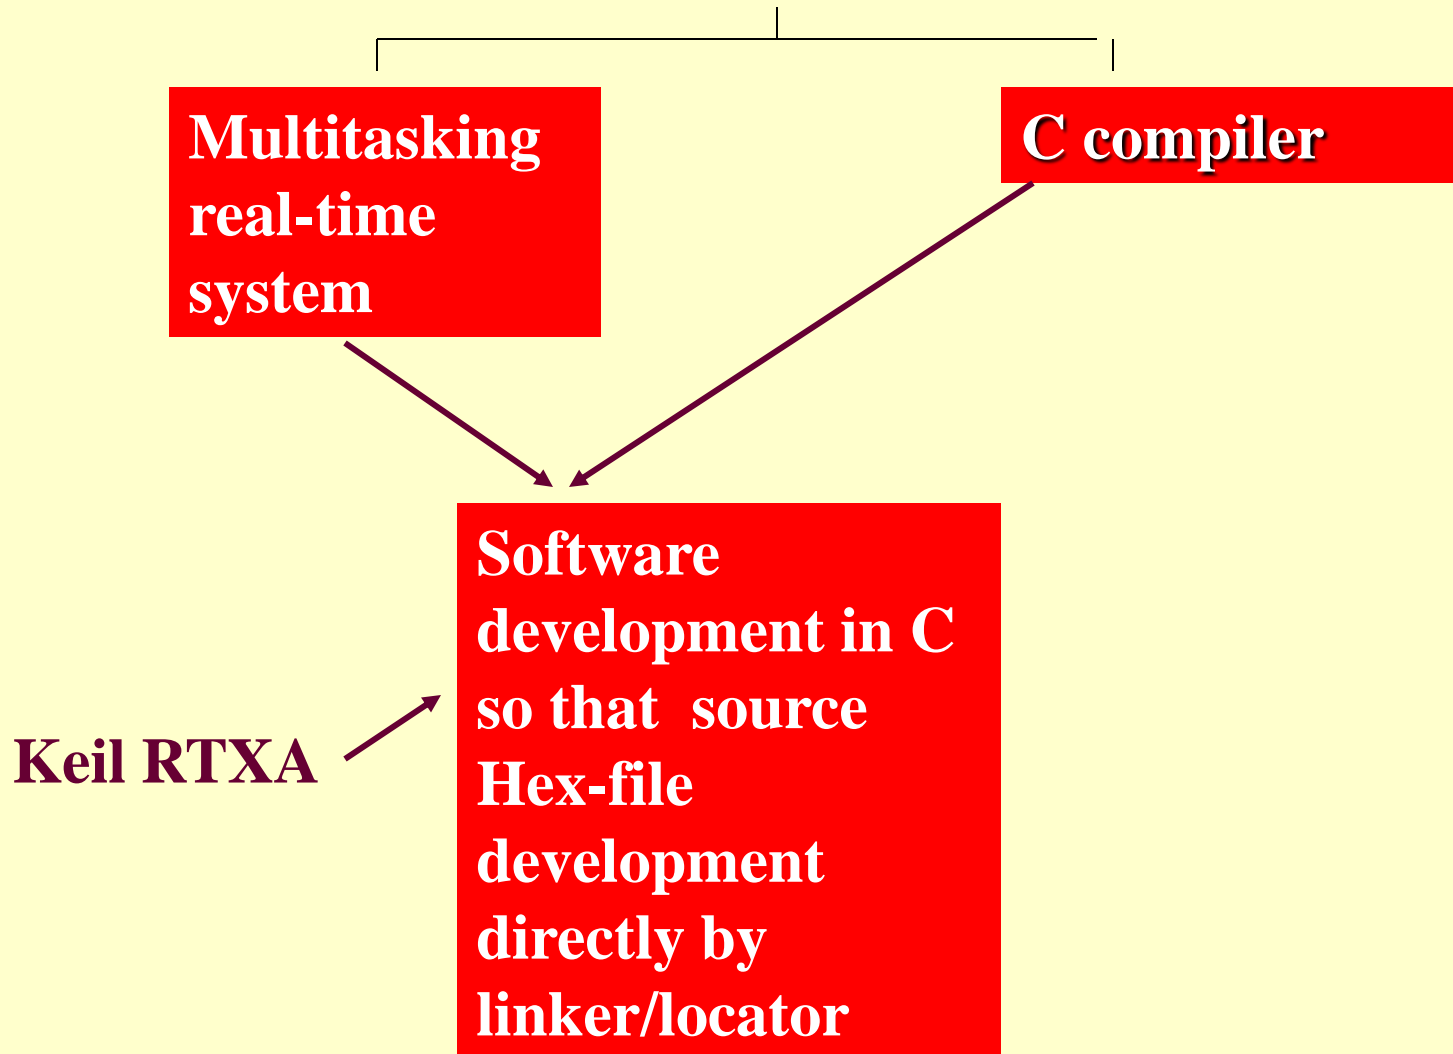 Multitasking
real-time
system
C compiler
Software
development in C
so that source
Hex-file
development
directly by
linker/locator
Keil RTXA